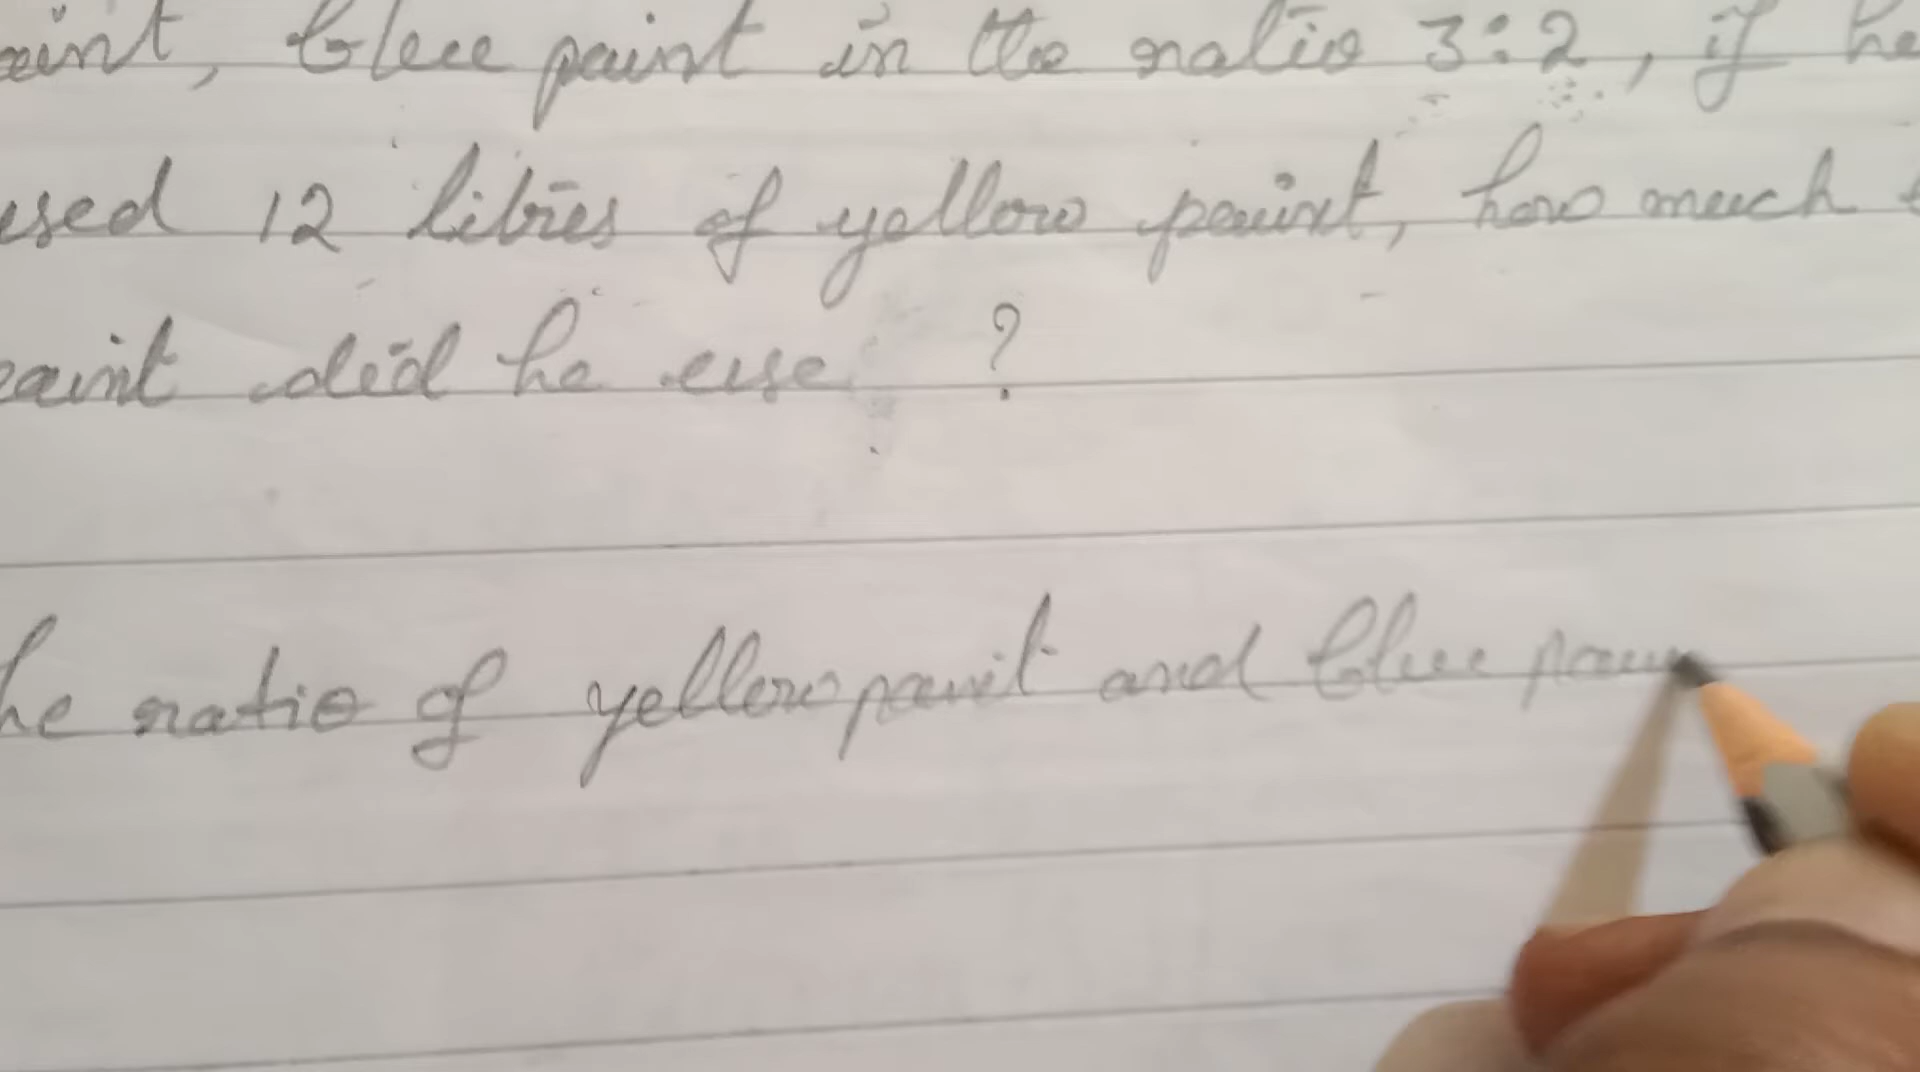 aint, blue paint in the ratio 3:2, if he
used 12 litres of yellow paint, how much
paint did he use ?
he ratio of yellow paint and blue pain